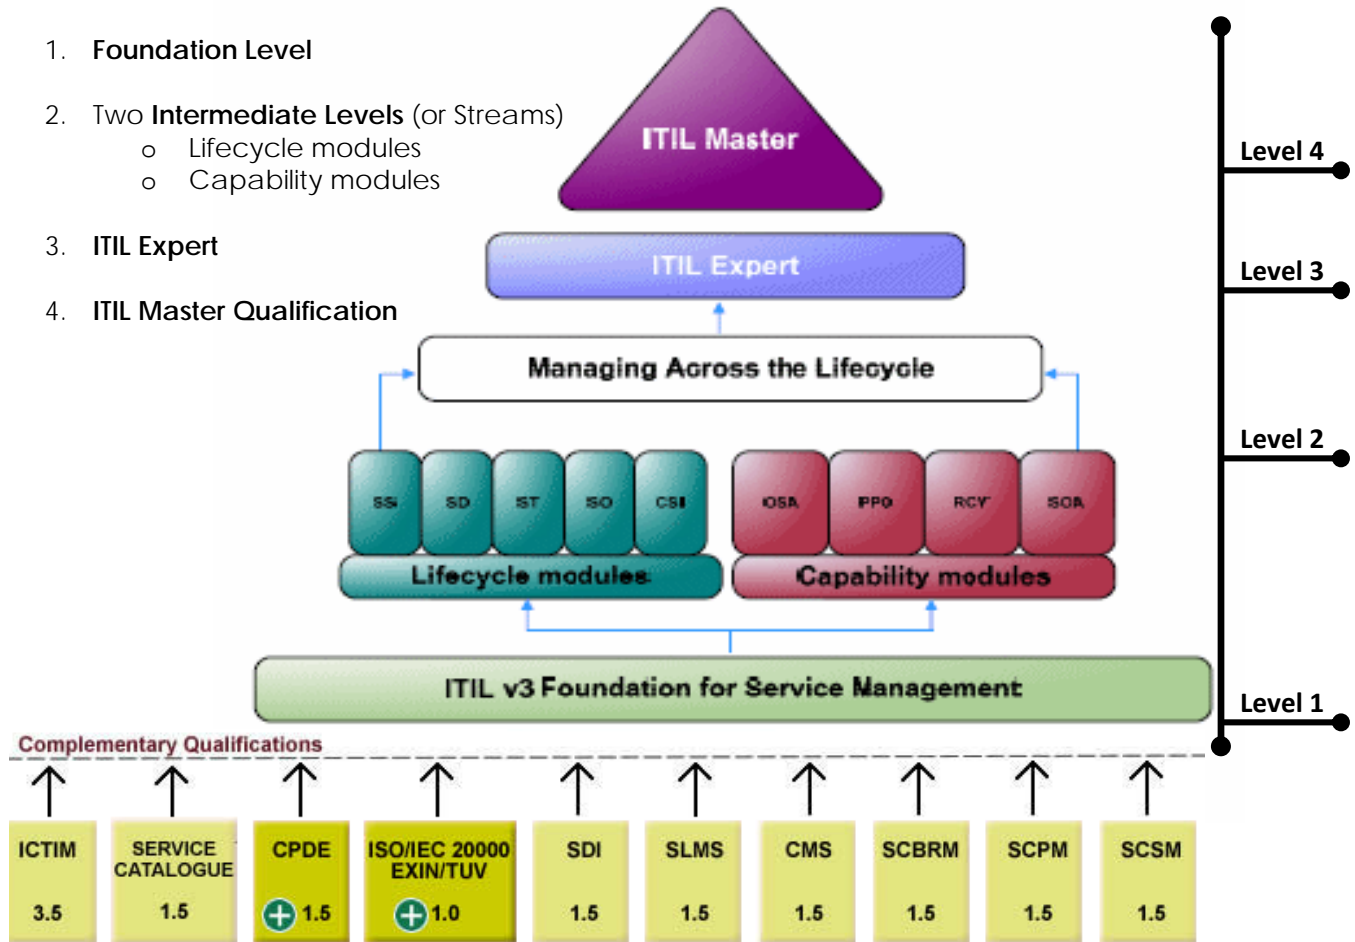 1. Foundation Level
2. Two Intermediate Levels (or Streams)
o Lifecycle modules
o Capability modules
3. ITIL Expert
4. ITIL Master Qualification
ITIL Master
ITIL Expert
Managing Across the Lifecycle
SD ST SO
OSA PPO RCV SOA
Lifecycle modules Capability modules
ITIL v3 Foundation for Service Management
Level 4
Level 3
Level 2
Level 1
Complementary Qualifications
ICTIM
3.5
SERVICE
CATALOGUE
1.5
CPDE
+ 1.5
ISO/IEC 20000
EXIN/TUV
+ 1.0
SDI
1.5
SLMS
1.5
CMS
1.5
SCBRM
1.5
SCPM
1.5
SCSM
1.5